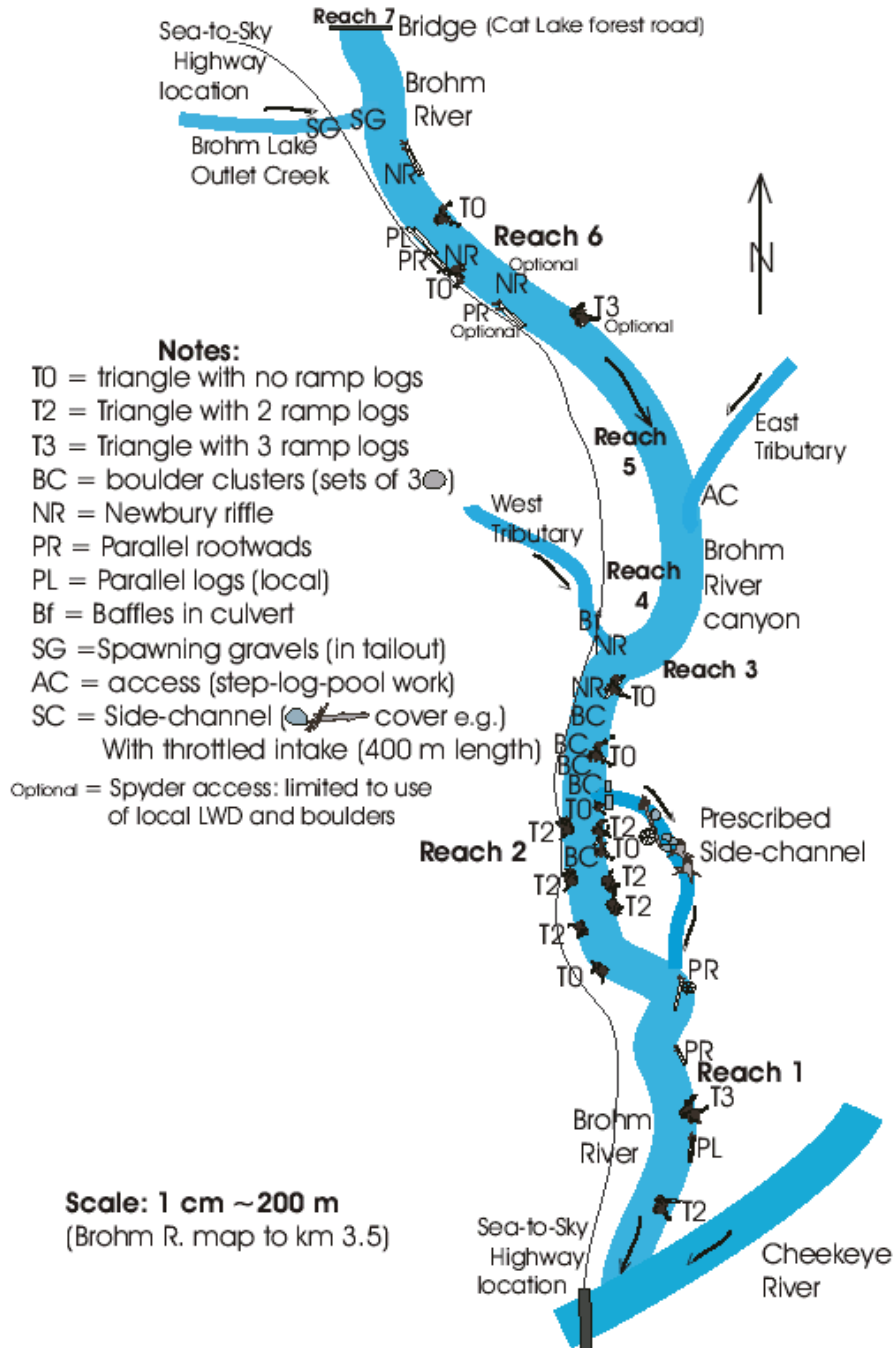 Reach 7
Bridge (Cat Lake forest road)
Sea-to-Sky
Highway
location
Brohm
River
SG
SG
Brohm Lake
Outlet Creek
NR
T0
Reach 6
Optional
PL
NR
PR
T0
NR
PR
Optional
T3
Optional
N
Notes:
T0 = triangle with no ramp logs
T2 = Triangle with 2 ramp logs
T3 = Triangle with 3 ramp logs
BC = boulder clusters (sets of 3)
NR = Newbury riffle
PR = Parallel rootwads
PL = Parallel logs (local)
Bf = Baffles in culvert
SG =Spawning gravels (in tailout)
AC = access (step-log-pool work)
SC = Side-channel ( cover e.g.)
With throttled intake (400 m length)
Optional = Spyder access: limited to use
of local LWD and boulders
Reach
5
East
Tributary
AC
West
Tributary
Reach
4
Brohm
River
canyon
Bf
NR
Reach 3
NR
T0
BC
BC
T0
BC
BC
T0
T2
T2
T0
Prescribed
Side-channel
Reach 2
BC
T2
T2
T2
T2
T0
PR
PR
Reach 1
T3
Brohm
River
PL
T2
Scale: 1 cm ~200 m
(Brohm R. map to km 3.5)
Sea-to-Sky
Highway
location
Cheekeye
River